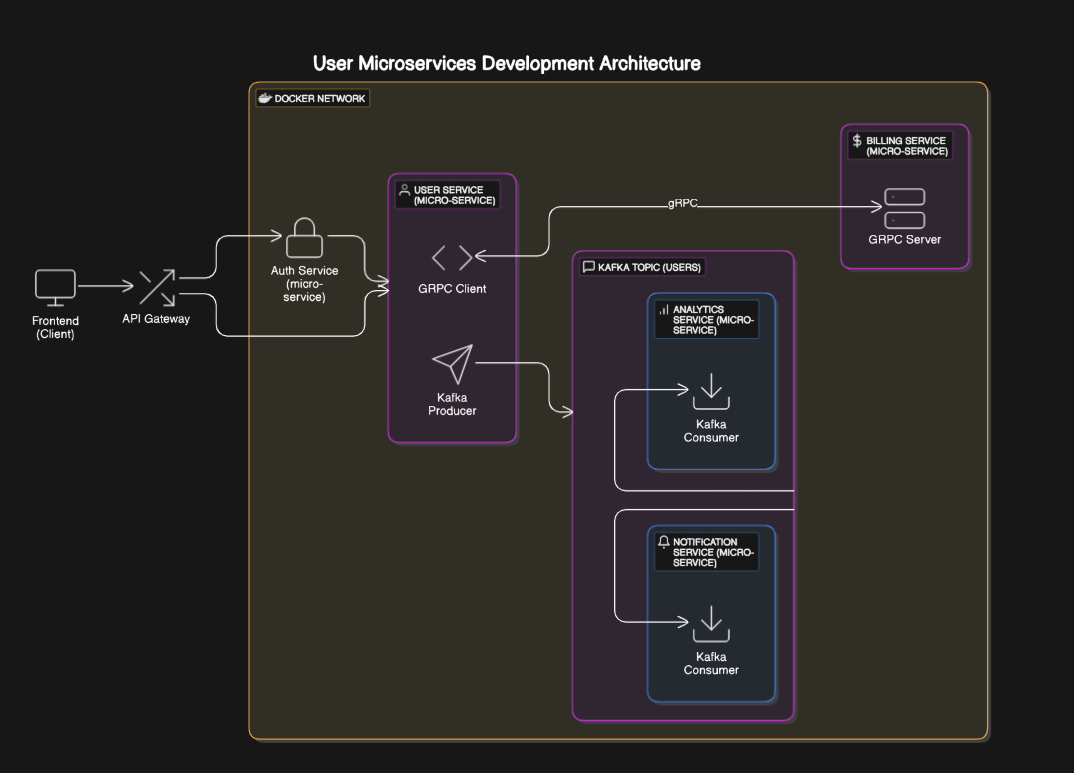 User Microservices Development Architecture
DOCKER NETWORK
BILLING SERVICE
(MICRO-SERVICE)
GRPC Server
USER SERVICE
(MICRO-SERVICE)
GRPC Client
Kafka
Producer
gRPC
Auth Service
(micro-
service)
Frontend
(Client)
API Gateway
KAFKA TOPIC (USERS)
ANALYTICS
SERVICE (MICRO-
SERVICE)
Kafka
Consumer
NOTIFICATION
SERVICE (MICRO-
SERVICE)
Kafka
Consumer